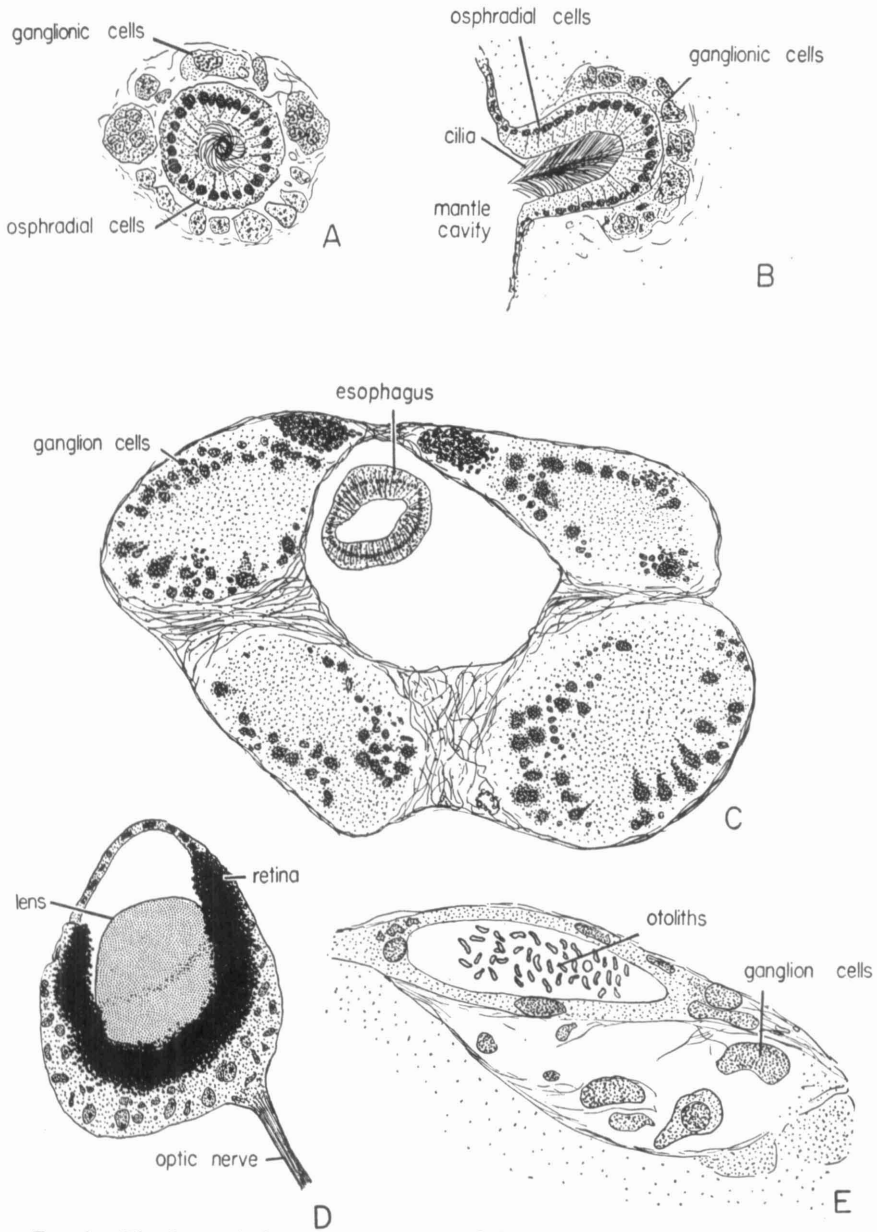 ganglionic cells
osphradial cells
A
osphradial cells
ganglionic cells
cilia
mantle
cavity
B
esophagus
ganglion cells
C
retina
lens
optic nerve
D
otoliths
ganglion cells
E